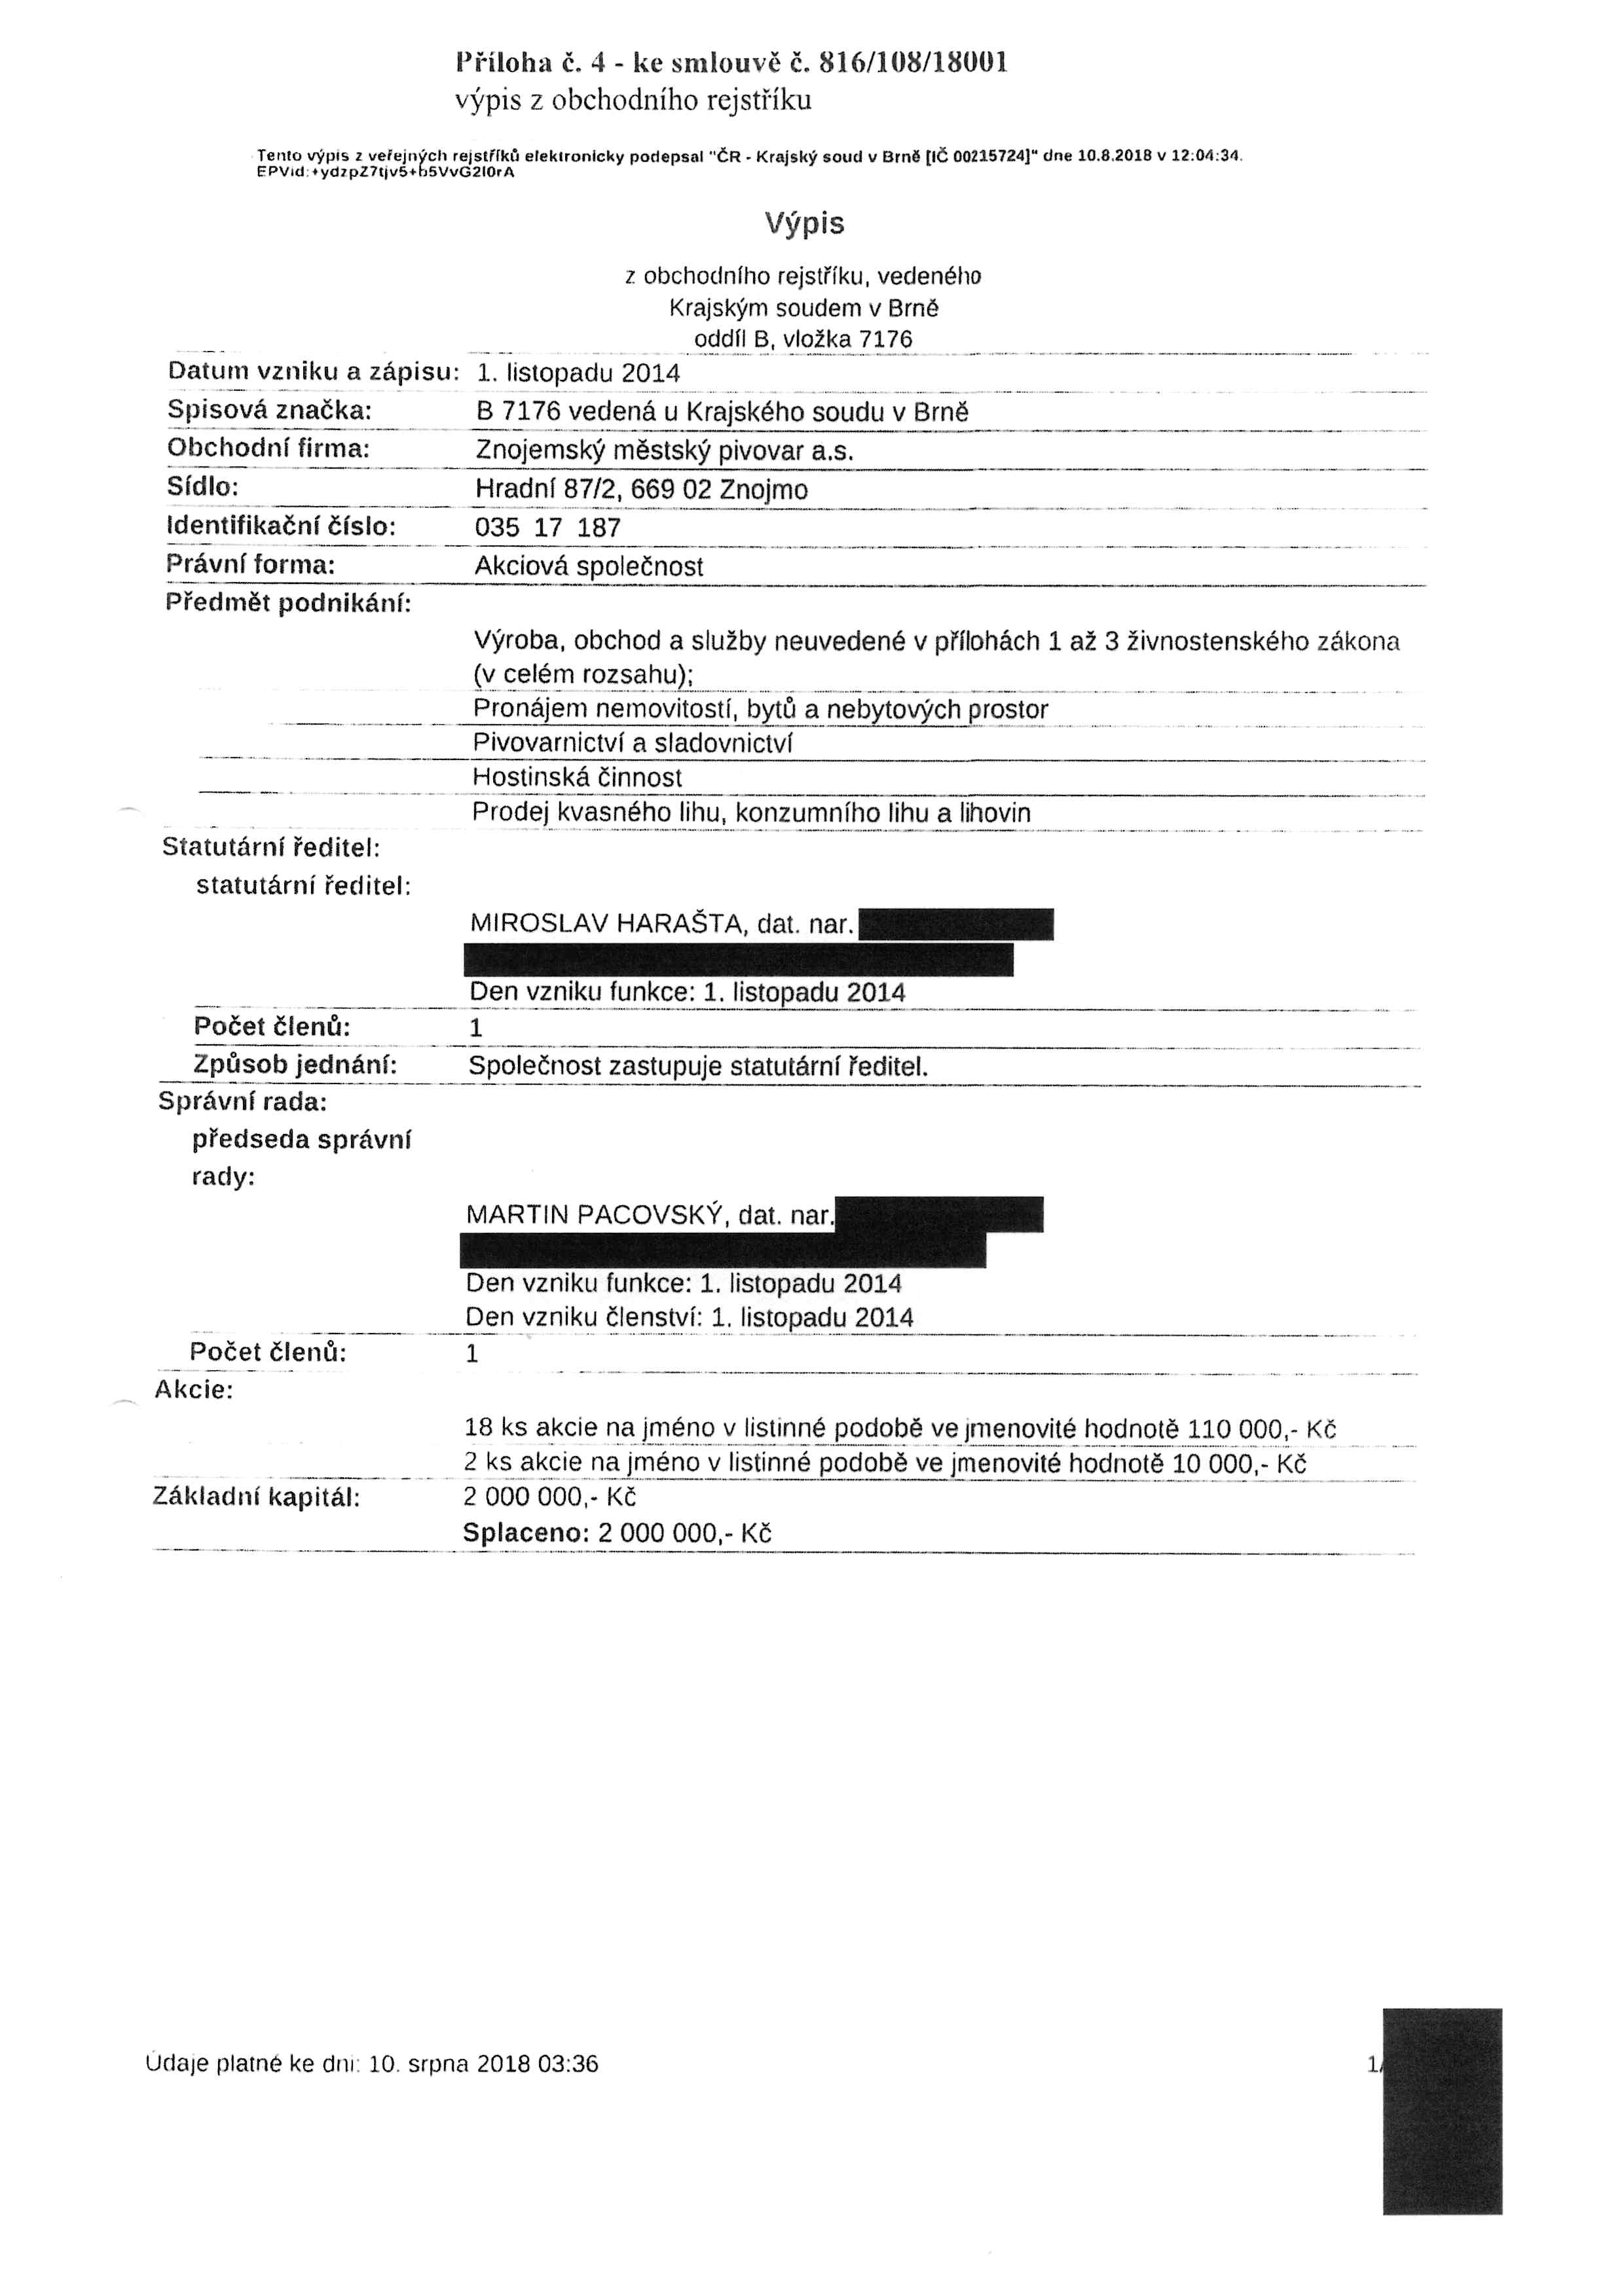 Příloha č. 4 - ke smlouvě č. 816/108/18001
výpis z obchodního rejstříku
Tento výpis z veřejných rejstříků elektronicky podepsal "ČR - Krajský soud v Brně [IČ 00215724]" dne 10.8.2018 v 12:04:34.
EPVid:+ydzpZ7tjv5+b5VvG2I0rA
Výpis
z obchodního rejstříku, vedeného
Krajským soudem v Brně
oddíl B, vložka 7176
Datum vzniku a zápisu: 1. listopadu 2014
Spisová značka: B 7176 vedená u Krajského soudu v Brně
Obchodní firma: Znojemský městský pivovar a.s.
Sídlo: Hradní 87/2, 669 02 Znojmo
Identifikační číslo: 035 17 187
Právní forma: Akciová společnost
Předmět podnikání:
Výroba, obchod a služby neuvedené v přílohách 1 až 3 živnostenského zákona
(v celém rozsahu);
Pronájem nemovitostí, bytů a nebytových prostor
Pivovarnictví a sladovnictví
Hostinská činnost
Prodej kvasného lihu, konzumního lihu a lihovin
Statutární ředitel:
statutární ředitel:
MIROSLAV HARAŠTA, dat. nar.
Den vzniku funkce: 1. listopadu 2014
Počet členů: 1
Způsob jednání: Společnost zastupuje statutární ředitel.
Správní rada:
předseda správní
rady:
MARTIN PACOVSKÝ, dat. nar.
Den vzniku funkce: 1. listopadu 2014
Den vzniku členství: 1. listopadu 2014
Počet členů: 1
Akcie:
18 ks akcie na jméno v listinné podobě ve jmenovité hodnotě 110 000,- Kč
2 ks akcie na jméno v listinné podobě ve jmenovité hodnotě 10 000,- Kč
Základní kapitál: 2 000 000,- Kč
Splaceno: 2 000 000,- Kč
Údaje platné ke dni: 10. srpna 2018 03:36 1/